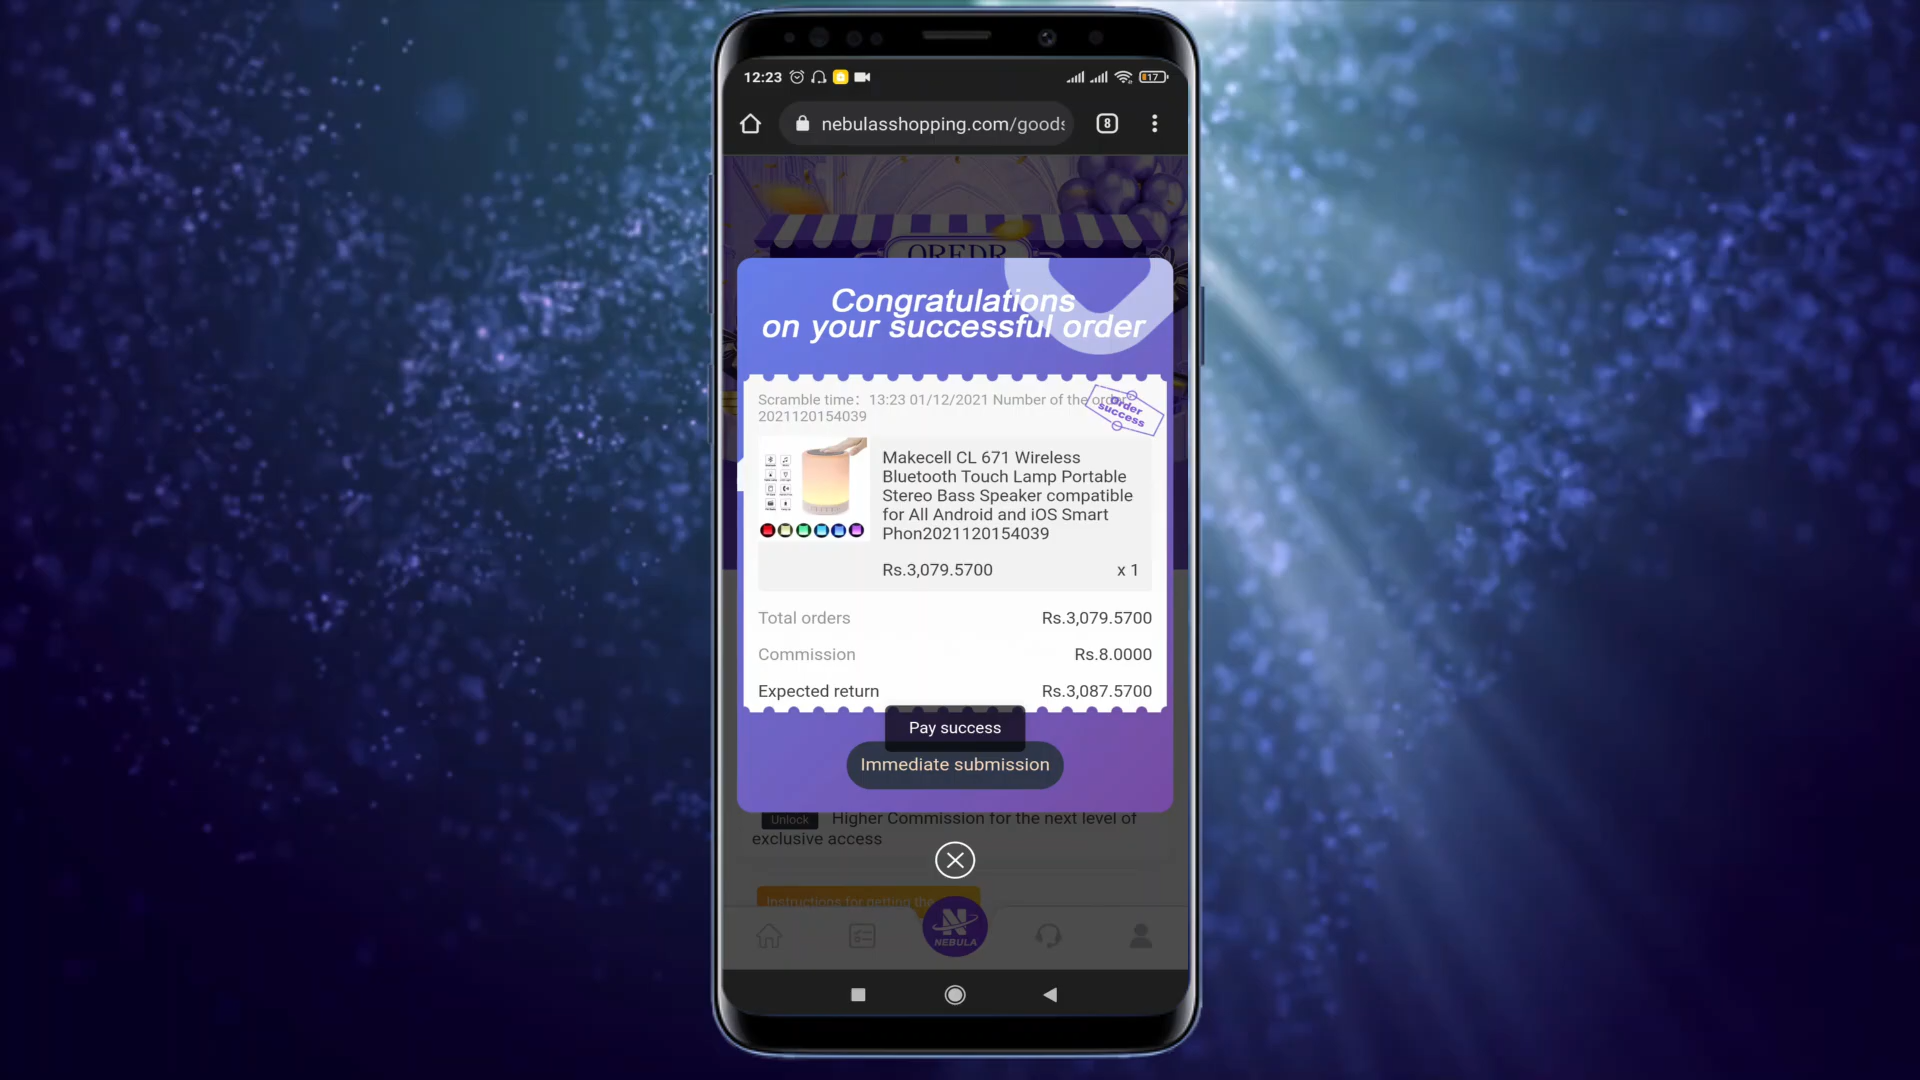 12:23
17
nebulasshopping.com/goods
8
OREDR
Congratulations
on your successful order
Scramble time: 13:23 01/12/2021 Number of the order
2021120154039
Order
success
Makecell CL 671 Wireless
Bluetooth Touch Lamp Portable
Stereo Bass Speaker compatible
for All Android and iOS Smart
Phon2021120154039
Rs.3,079.5700 x 1
Total orders Rs.3,079.5700
Commission Rs.8.0000
Expected return Rs.3,087.5700
Pay success
Immediate submission
Unlock Higher Commission for the next level of
exclusive access
Instructions for getting the
N
NEBULA